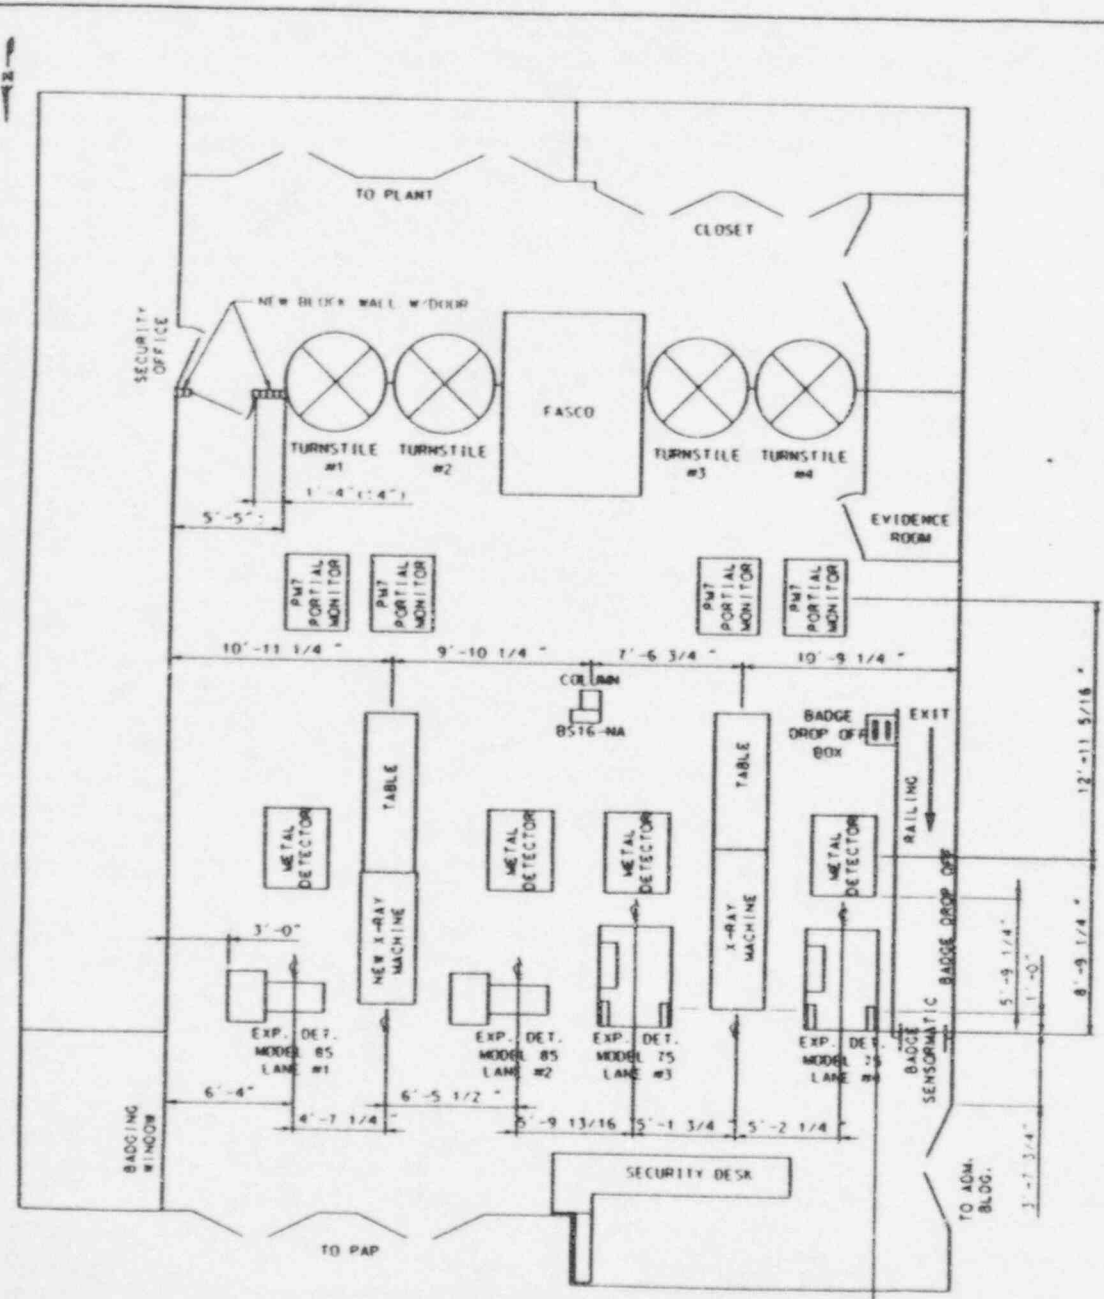 N
TO PLANT
CLOSET
NEW BLOCK WALL W/DOOR
SECURITY
OFFICE
FASCO
TURNSTILE
#1
TURNSTILE
#2
TURNSTILE
#3
TURNSTILE
#4
1'-4"(:4")
5'-5":
EVIDENCE
ROOM
PM7
PORTIAL
MONITOR
PM7
PORTIAL
MONITOR
PM7
PORTIAL
MONITOR
PM7
PORTIAL
MONITOR
10'-11 1/4 "
9'-10 1/4 "
7'-6 3/4 "
10'-9 1/4 "
COLUMN
BS16-NA
BADGE
DROP OFF
BOX
EXIT
RAILING
12'-11 5/16 "
TABLE
TABLE
METAL
DETECTOR
METAL
DETECTOR
METAL
DETECTOR
METAL
DETECTOR
NEW X-RAY
MACHINE
X-RAY
MACHINE
BADGE DROP OFF
3'-0"
5'-9 1/4"
1'-0"
8'-9 1/4 "
BADGE
SENSORMATIC
EXP. DET.
MODEL 85
LANE #1
EXP. DET.
MODEL 85
LANE #2
EXP. DET.
MODEL 75
LANE #3
EXP. DET.
MODEL 75
LANE #4
6'-4"
6'-5 1/2 "
4'-7 1/4 "
5'-9 13/16
5'-1 3/4 "
5'-2 1/4 "
BADGING
WINDOW
SECURITY DESK
TO ADM.
BLDG.
3'-7 3/4"
TO PAP